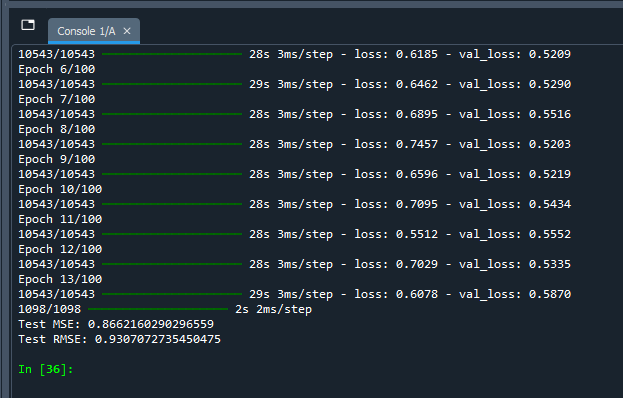 Console 1/A
10543/10543 ━━━━━━━━━━━━━━━━━━━━ 28s 3ms/step - loss: 0.6185 - val_loss: 0.5209
Epoch 6/100
10543/10543 ━━━━━━━━━━━━━━━━━━━━ 29s 3ms/step - loss: 0.6462 - val_loss: 0.5290
Epoch 7/100
10543/10543 ━━━━━━━━━━━━━━━━━━━━ 28s 3ms/step - loss: 0.6895 - val_loss: 0.5516
Epoch 8/100
10543/10543 ━━━━━━━━━━━━━━━━━━━━ 28s 3ms/step - loss: 0.7457 - val_loss: 0.5203
Epoch 9/100
10543/10543 ━━━━━━━━━━━━━━━━━━━━ 28s 3ms/step - loss: 0.6596 - val_loss: 0.5219
Epoch 10/100
10543/10543 ━━━━━━━━━━━━━━━━━━━━ 28s 3ms/step - loss: 0.7095 - val_loss: 0.5434
Epoch 11/100
10543/10543 ━━━━━━━━━━━━━━━━━━━━ 28s 3ms/step - loss: 0.5512 - val_loss: 0.5552
Epoch 12/100
10543/10543 ━━━━━━━━━━━━━━━━━━━━ 28s 3ms/step - loss: 0.7029 - val_loss: 0.5335
Epoch 13/100
10543/10543 ━━━━━━━━━━━━━━━━━━━━ 29s 3ms/step - loss: 0.6078 - val_loss: 0.5870
1098/1098 ━━━━━━━━━━━━━━━━━━━━ 2s 2ms/step
Test MSE: 0.8662160290296559
Test RMSE: 0.9307072735450475
In [36]: